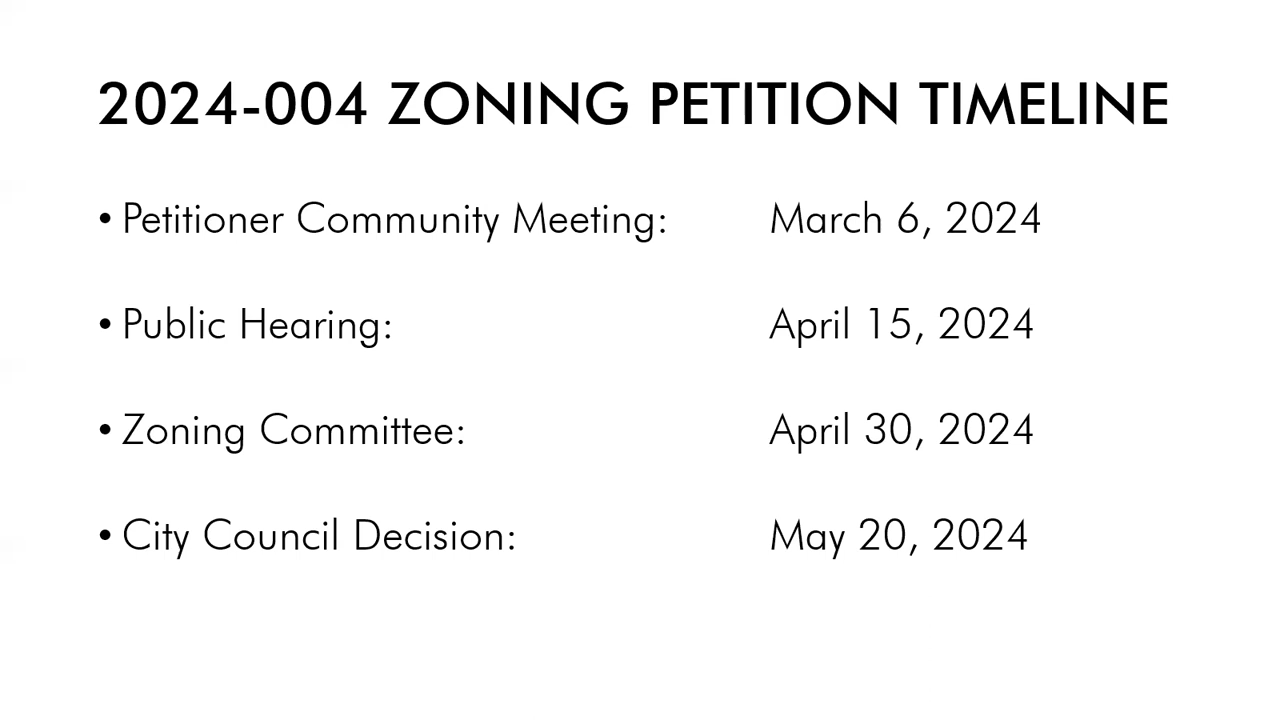 2024-004 ZONING PETITION TIMELINE
• Petitioner Community Meeting: March 6, 2024
• Public Hearing: April 15, 2024
• Zoning Committee: April 30, 2024
• City Council Decision: May 20, 2024